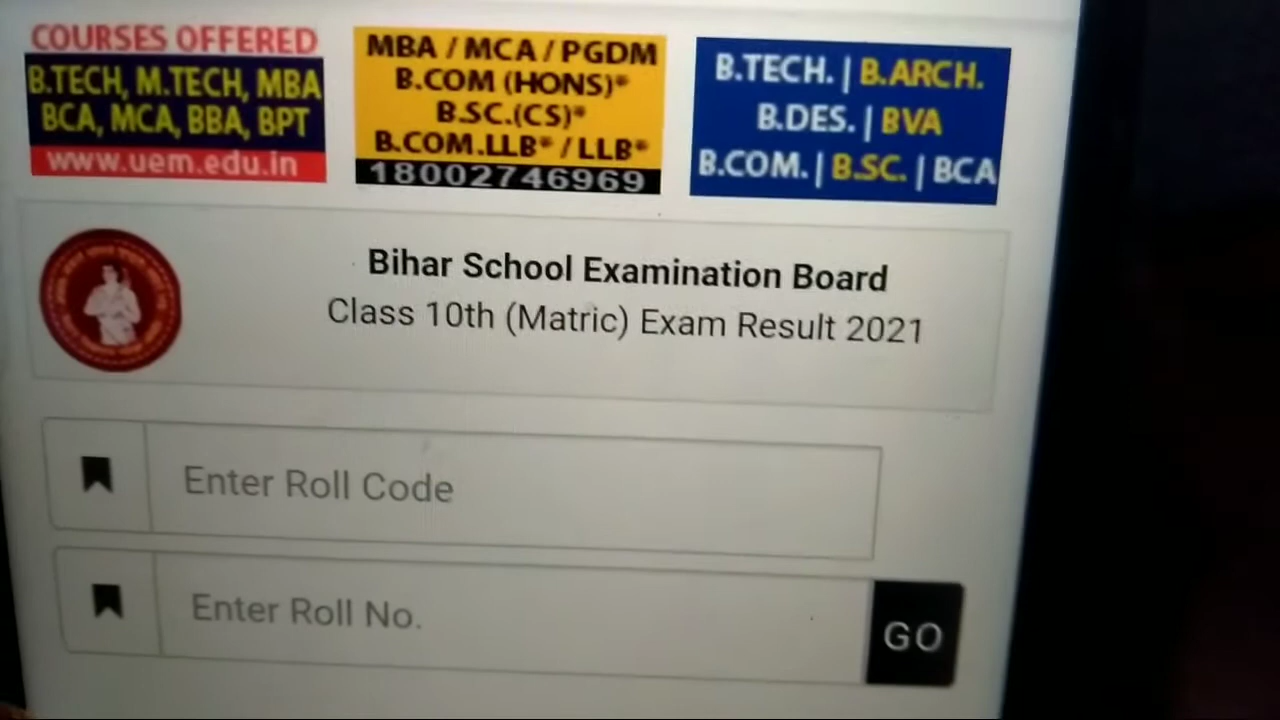 COURSES OFFERED
B.TECH, M.TECH, MBA
BCA, MCA, BBA, BPT
www.uem.edu.in
MBA / MCA / PGDM
B.COM (HONS)*
B.SC.(CS)*
B.COM.LLB* / LLB*
18002746969
B.TECH. | B.ARCH.
B.DES. | BVA
B.COM. | B.SC. | BCA
Bihar School Examination Board
Class 10th (Matric) Exam Result 2021
Enter Roll Code
Enter Roll No.
GO